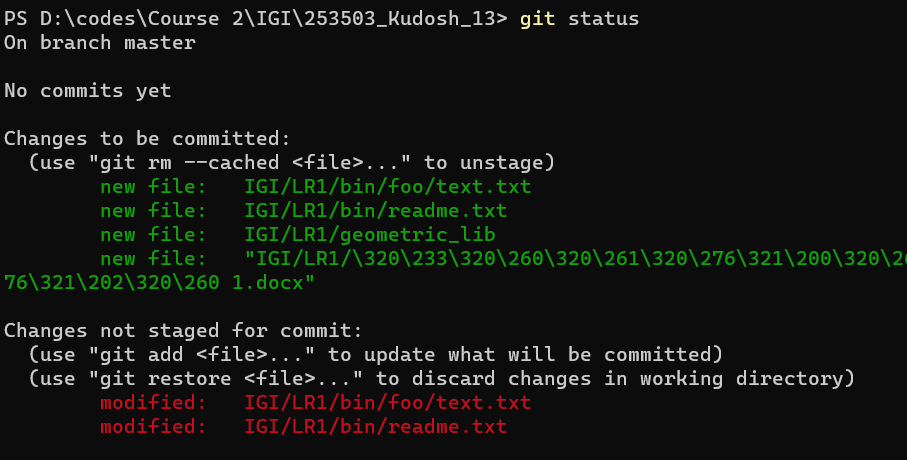 PS D:\codes\Course 2\IGI\253503_Kudosh_13> git status
On branch master
No commits yet
Changes to be committed:
(use "git rm --cached <file>..." to unstage)
new file:   IGI/LR1/bin/foo/text.txt
new file:   IGI/LR1/bin/readme.txt
new file:   IGI/LR1/geometric_lib
new file:   "IGI/LR1/\320\233\320\260\320\261\320\276\321\200\320\2
76\321\202\320\260 1.docx"
Changes not staged for commit:
(use "git add <file>..." to update what will be committed)
(use "git restore <file>..." to discard changes in working directory)
modified:   IGI/LR1/bin/foo/text.txt
modified:   IGI/LR1/bin/readme.txt